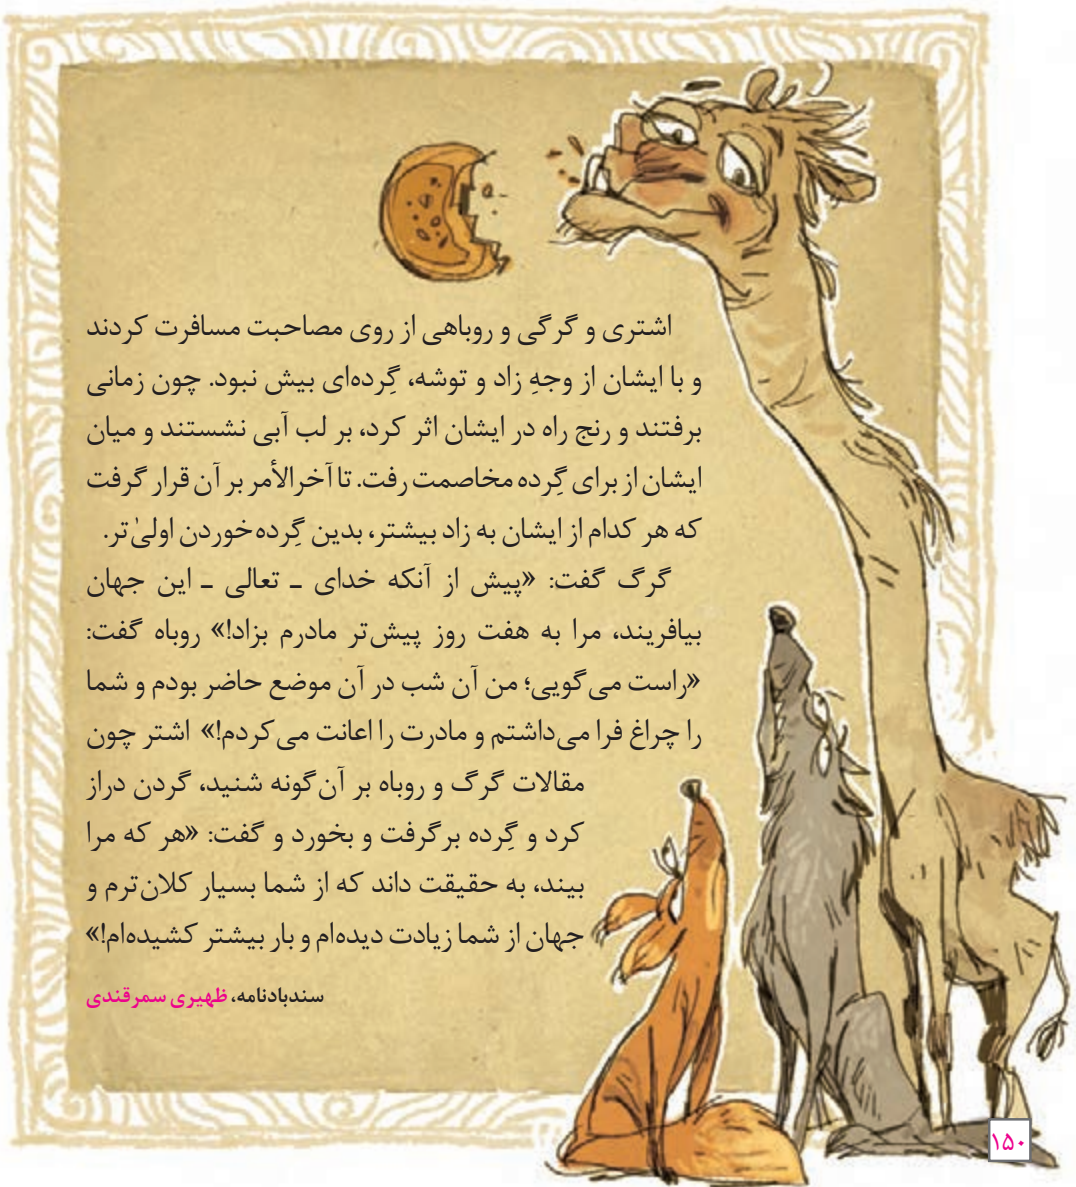 اشتری و گرگی و روباهی از روی مصاحبت مسافرت کردند
و با ایشان از وجهِ زاد و توشه، گِرده‌ای بیش نبود. چون زمانی
برفتند و رنج راه در ایشان اثر کرد، بر لب آبی نشستند و میان
ایشان از برای گِرده مخاصمت رفت. تا آخرالأمر بر آن قرار گرفت
که هر کدام از ایشان به زاد بیشتر، بدین گِرده خوردن اولیٰ‌تر.
گرگ گفت: «پیش از آنکه خدای ـ تعالی ـ این جهان
بیافریند، مرا به هفت روز پیش‌تر مادرم بزاد!» روباه گفت:
«راست می‌گویی؛ من آن شب در آن موضع حاضر بودم و شما
را چراغ فرا می‌داشتم و مادرت را اعانت می‌کردم!» اشتر چون
مقالات گرگ و روباه بر آن‌گونه شنید، گردن دراز
کرد و گِرده برگرفت و بخورد و گفت: «هر که مرا
بیند، به حقیقت داند که از شما بسیار کلان‌ترم و
جهان از شما زیادت دیده‌ام و بار بیشتر کشیده‌ام!»
سندبادنامه، ظهیری سمرقندی
۱۵۰